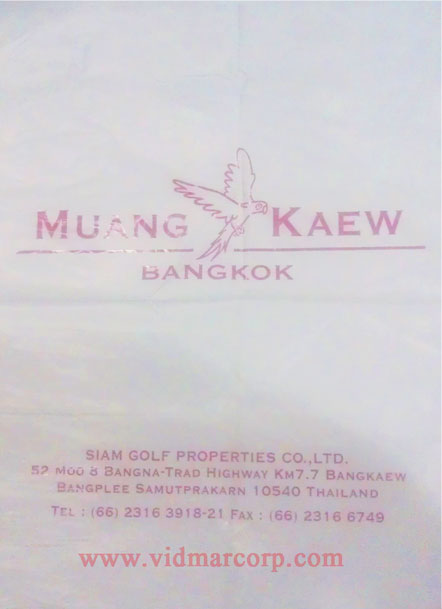 MUANG KAEW
BANGKOK
SIAM GOLF PROPERTIES CO.,LTD.
52 MOO 8 BANGNA-TRAD HIGHWAY KM7.7 BANGKAEW
BANGPLEE SAMUTPRAKARN 10540 THAILAND
TEL : (66) 2316 3918-21 FAX : (66) 2316 6749
www.vidmarcorp.com